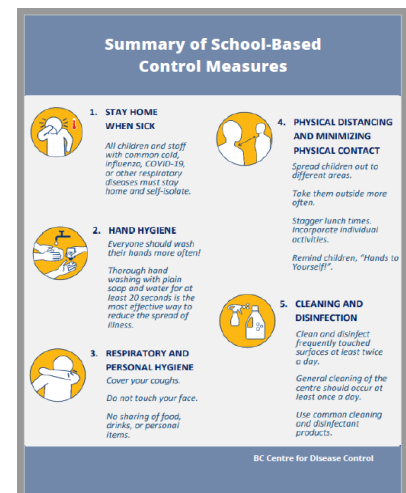 Summary of School-Based
Control Measures
1. STAY HOME
WHEN SICK
All children and staff
with common cold,
influenza, COVID-19,
or other respiratory
diseases must stay
home and self-isolate.
2. HAND HYGIENE
Everyone should wash
their hands more often!
Thorough hand
washing with plain
soap and water for at
least 20 seconds is the
most effective way to
reduce the spread of
illness.
3. RESPIRATORY AND
PERSONAL HYGIENE
Cover your coughs.
Do not touch your face.
No sharing of food,
drinks, or personal
items.
4. PHYSICAL DISTANCING
AND MINIMIZING
PHYSICAL CONTACT
Spread children out to
different areas.
Take them outside more
often.
Stagger lunch times.
Incorporate individual
activities.
Remind children, "Hands to
Yourself!".
5. CLEANING AND
DISINFECTION
Clean and disinfect
frequently touched
surfaces at least twice
a day.
General cleaning of the
centre should occur at
least once a day.
Use common cleaning
and disinfectant
products.
BC Centre for Disease Control